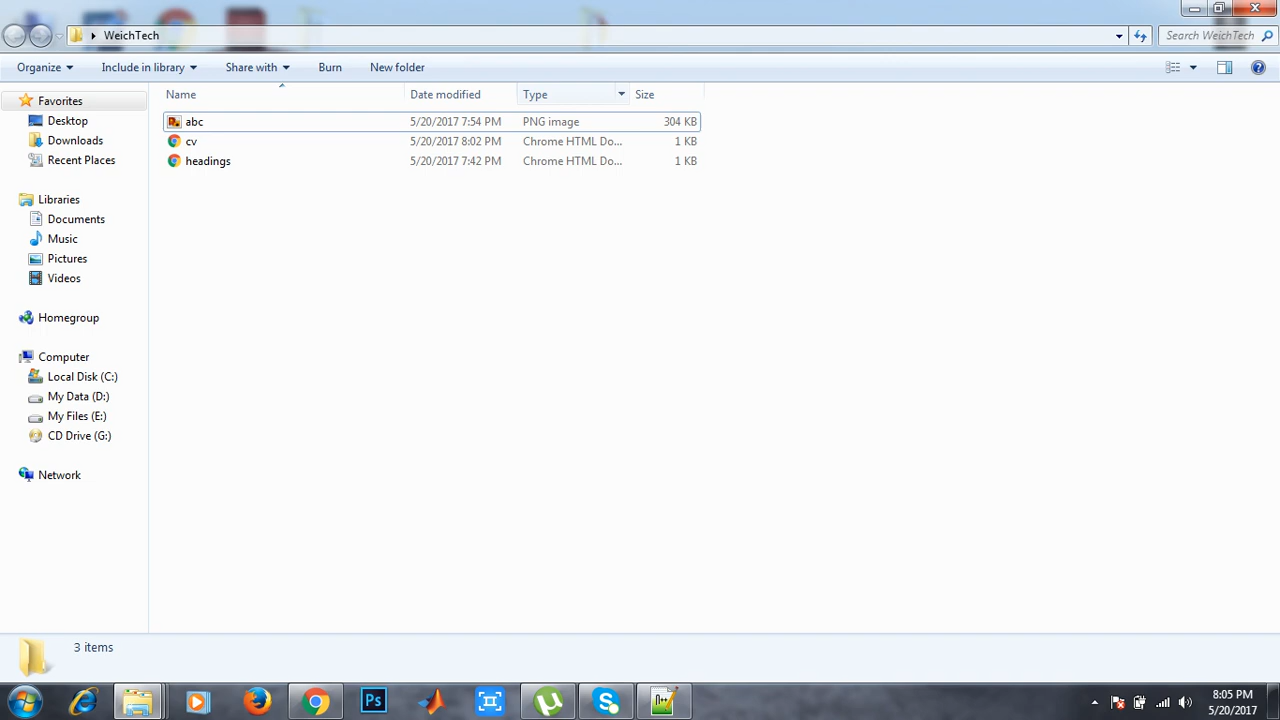 WeichTech
Search WeichTech
Organize Include in library Share with Burn New folder
Name Date modified Type Size
abc 5/20/2017 7:54 PM PNG image 304 KB
cv 5/20/2017 8:02 PM Chrome HTML Do... 1 KB
headings 5/20/2017 7:42 PM Chrome HTML Do... 1 KB
Favorites
Desktop
Downloads
Recent Places
Libraries
Documents
Music
Pictures
Videos
Homegroup
Computer
Local Disk (C:)
My Data (D:)
My Files (E:)
CD Drive (G:)
Network
3 items
Ps
8:05 PM
5/20/2017